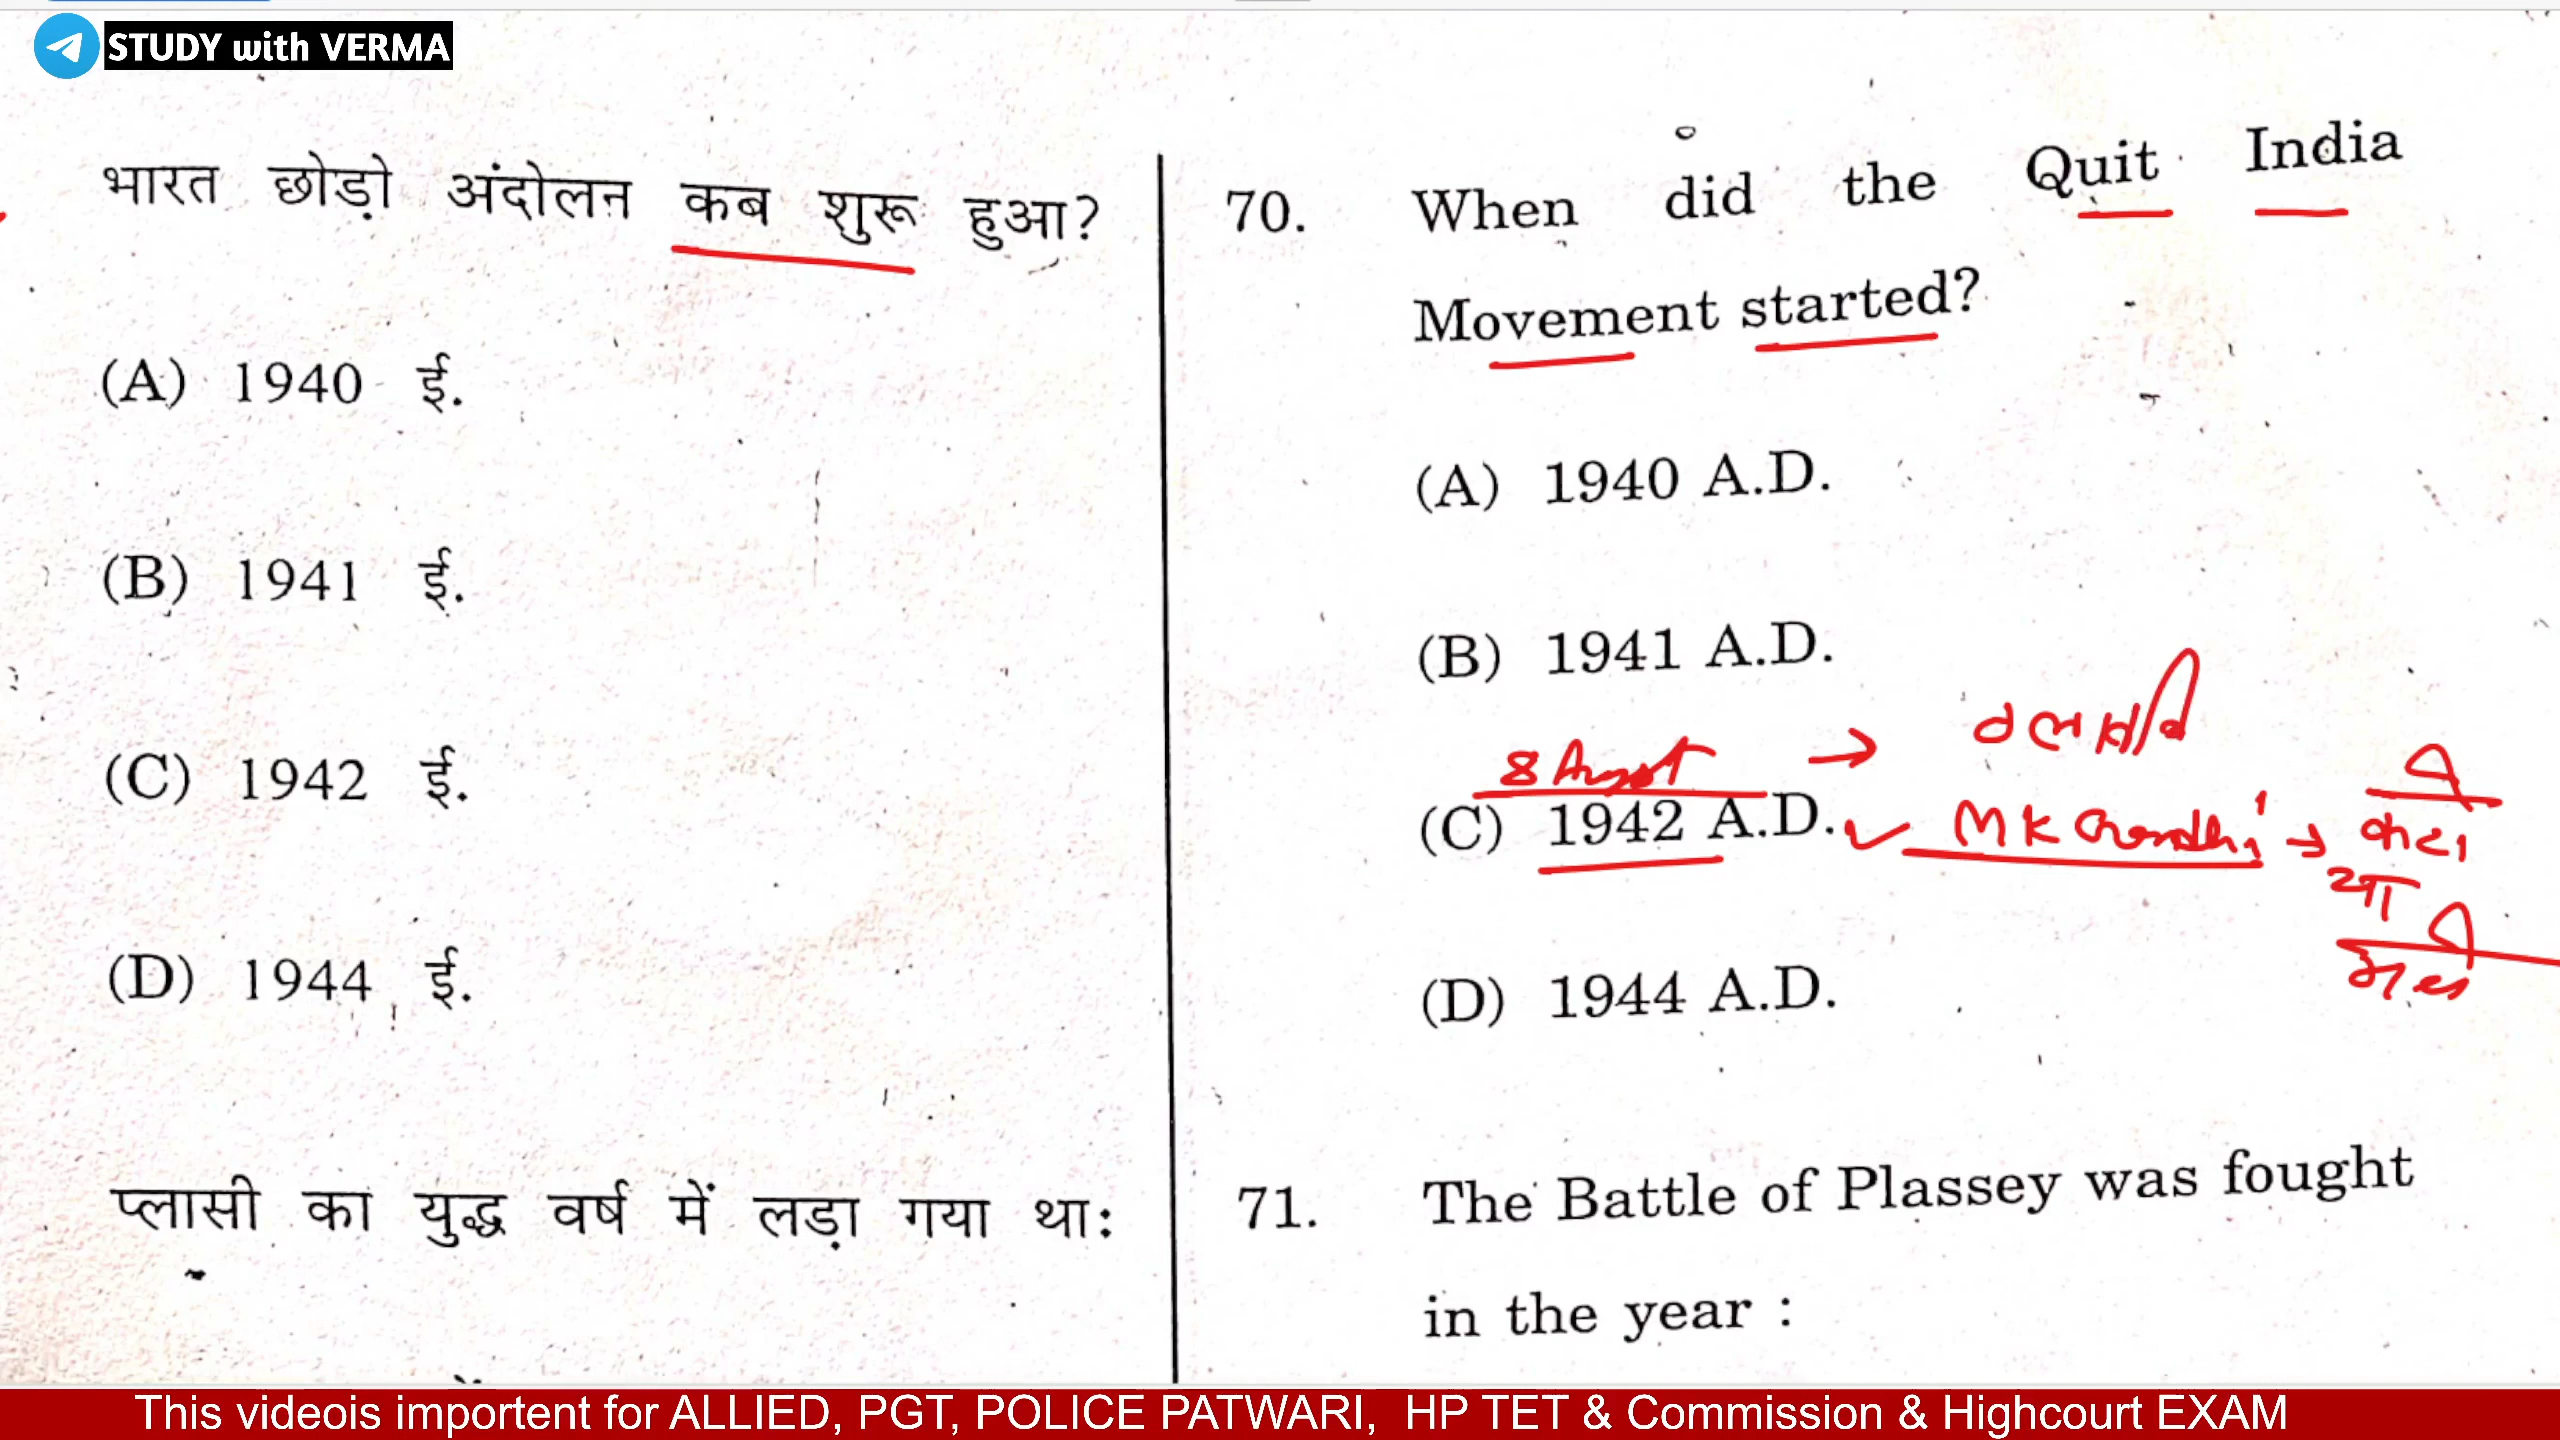 STUDY with VERMA
भारत छोड़ो अंदोलन कब शुरू हुआ?
(A) 1940 ई.
(B) 1941 ई.
(C) 1942 ई.
(D) 1944 ई.
प्लासी का युद्ध वर्ष में लड़ा गया था:
70. When did the Quit India
Movement started?
(A) 1940 A.D.
(B) 1941 A.D.
8 August →
(C) 1942 A.D. ✓ M K Gandhi →
या
(D) 1944 A.D.
71. The Battle of Plassey was fought
in the year :
This videois importent for ALLIED, PGT, POLICE PATWARI, HP TET & Commission & Highcourt EXAM